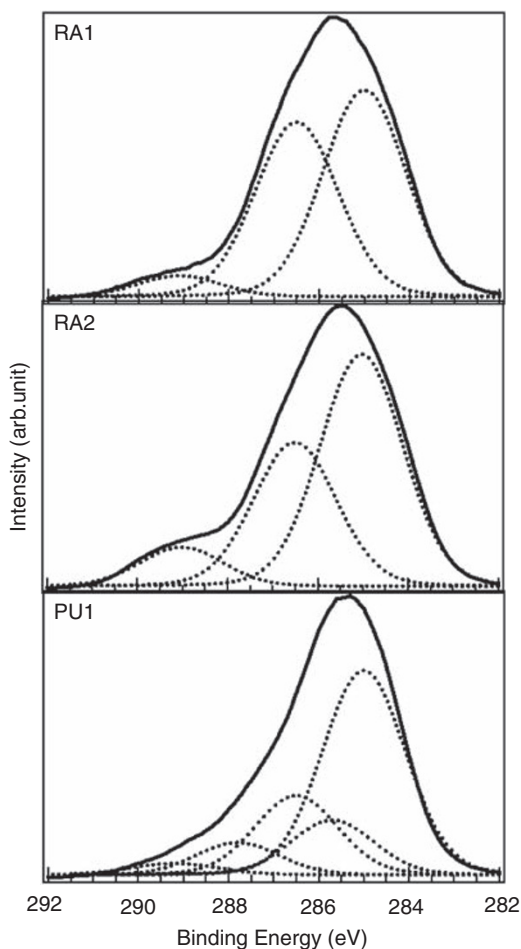 RA1
RA2
PU1
Intensity (arb.unit)
292 290 288 286 284 282
Binding Energy (eV)